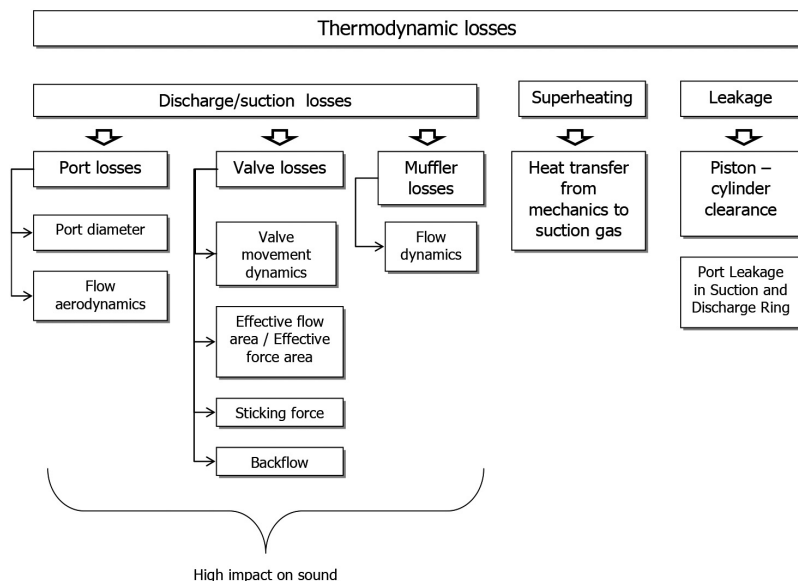 Thermodynamic losses
Discharge/suction losses
Superheating
Leakage
Port losses
Valve losses
Muffler
losses
Heat transfer
from
mechanics to
suction gas
Piston –
cylinder
clearance
Port diameter
Flow
aerodynamics
Valve
movement
dynamics
Flow
dynamics
Port Leakage
in Suction and
Discharge Ring
Effective flow
area / Effective
force area
Sticking force
Backflow
High impact on sound